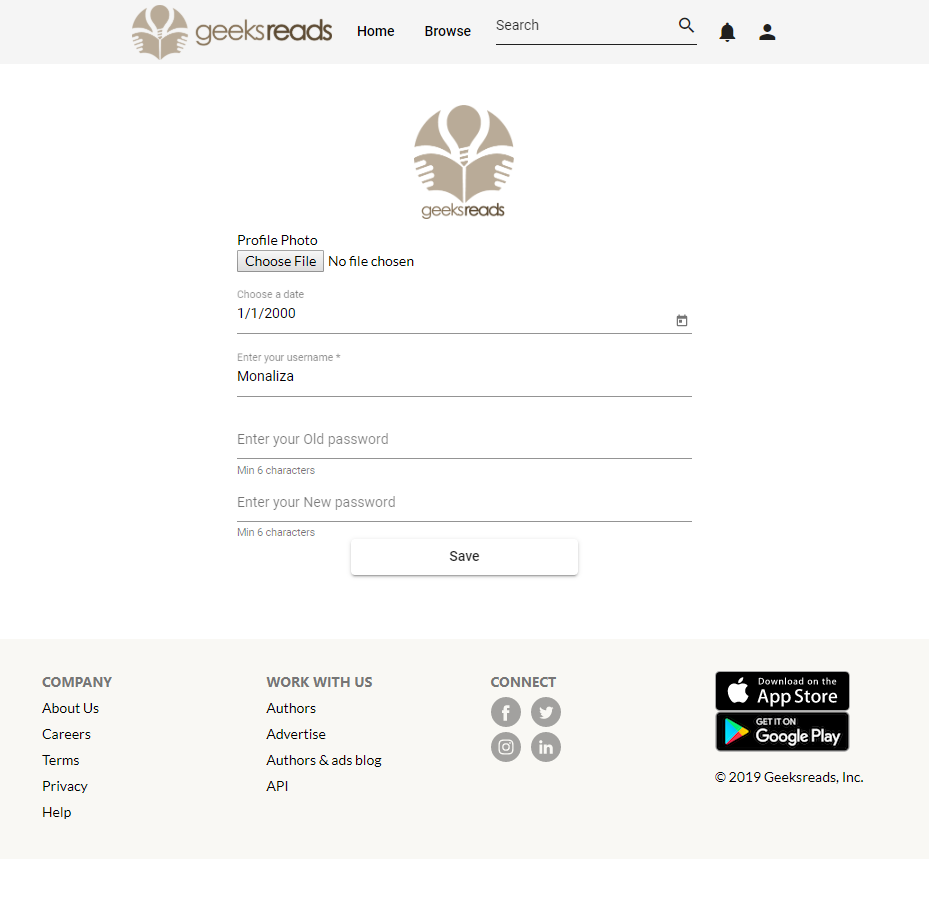 geeksreads Home Browse Search
geeksreads
Profile Photo
Choose File No file chosen
Choose a date
1/1/2000
Enter your username *
Monaliza
Enter your Old password
Min 6 characters
Enter your New password
Min 6 characters
Save
COMPANY
About Us
Careers
Terms
Privacy
Help
WORK WITH US
Authors
Advertise
Authors & ads blog
API
CONNECT
Download on the
App Store
GET IT ON
Google Play
© 2019 Geeksreads, Inc.